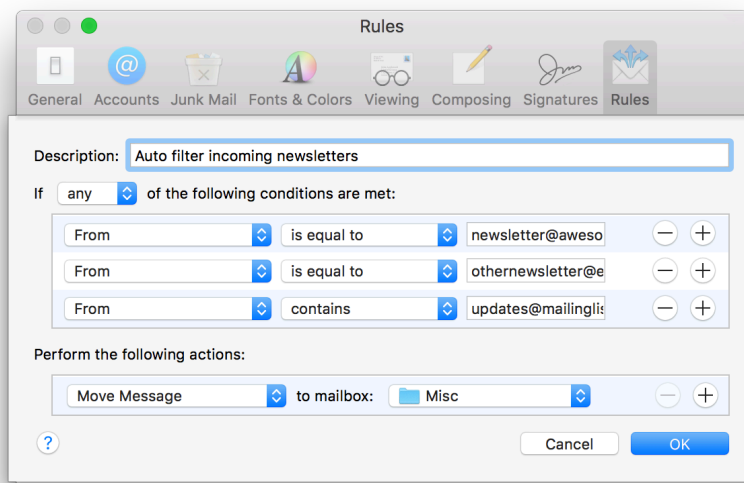 Rules
General Accounts Junk Mail Fonts & Colors Viewing Composing Signatures Rules
Description: Auto filter incoming newsletters
If any of the following conditions are met:
From is equal to newsletter@aweso
From is equal to othernewsletter@e
From contains updates@mailinglis
Perform the following actions:
Move Message to mailbox: Misc
? Cancel OK